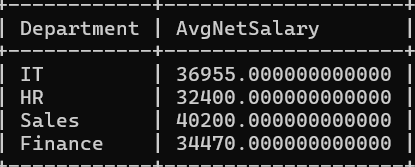 | Department | AvgNetSalary |
| IT | 36955.000000000000 |
| HR | 32400.000000000000 |
| Sales | 40200.000000000000 |
| Finance | 34470.000000000000 |